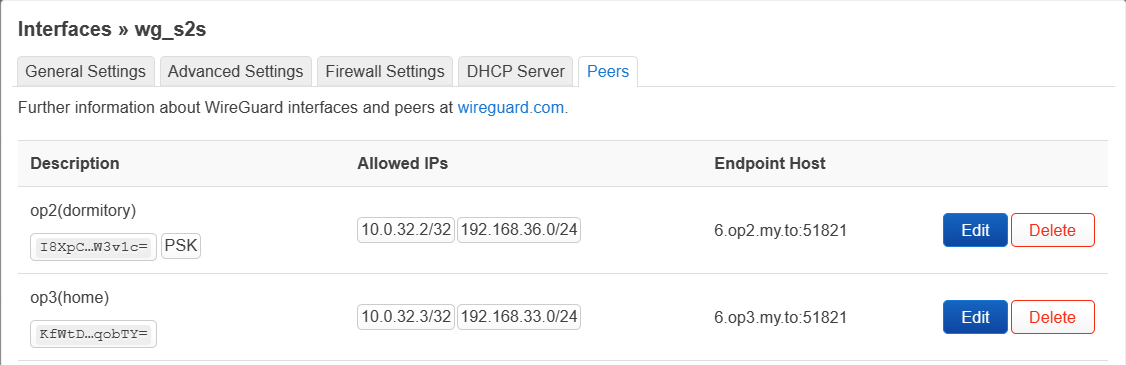 Interfaces » wg_s2s
General Settings Advanced Settings Firewall Settings DHCP Server Peers
Further information about WireGuard interfaces and peers at wireguard.com.
Description Allowed IPs Endpoint Host
op2(dormitory)
I8XpC…W3v1c= PSK 10.0.32.2/32 192.168.36.0/24 6.op2.my.to:51821 Edit Delete
op3(home)
KfWtD…qobTY= 10.0.32.3/32 192.168.33.0/24 6.op3.my.to:51821 Edit Delete